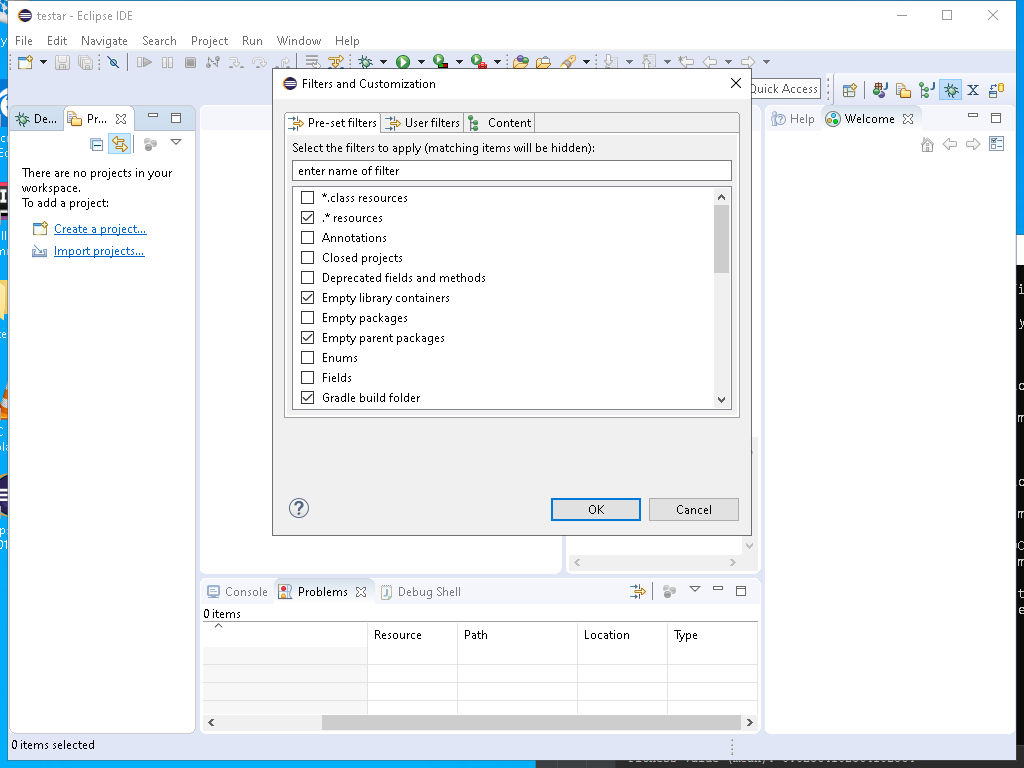 testar - Eclipse IDE
File Edit Navigate Search Project Run Window Help
Quick Access
Filters and Customization
De...
Pr...
Help
Welcome
Pre-set filters
User filters
Content
Select the filters to apply (matching items will be hidden):
enter name of filter
*.class resources
.* resources
Annotations
Closed projects
Deprecated fields and methods
Empty library containers
Empty packages
Empty parent packages
Enums
Fields
Gradle build folder
There are no projects in your
workspace.
To add a project:
Create a project...
Import projects...
OK
Cancel
Console
Problems
Debug Shell
0 items
Resource Path Location Type
0 items selected